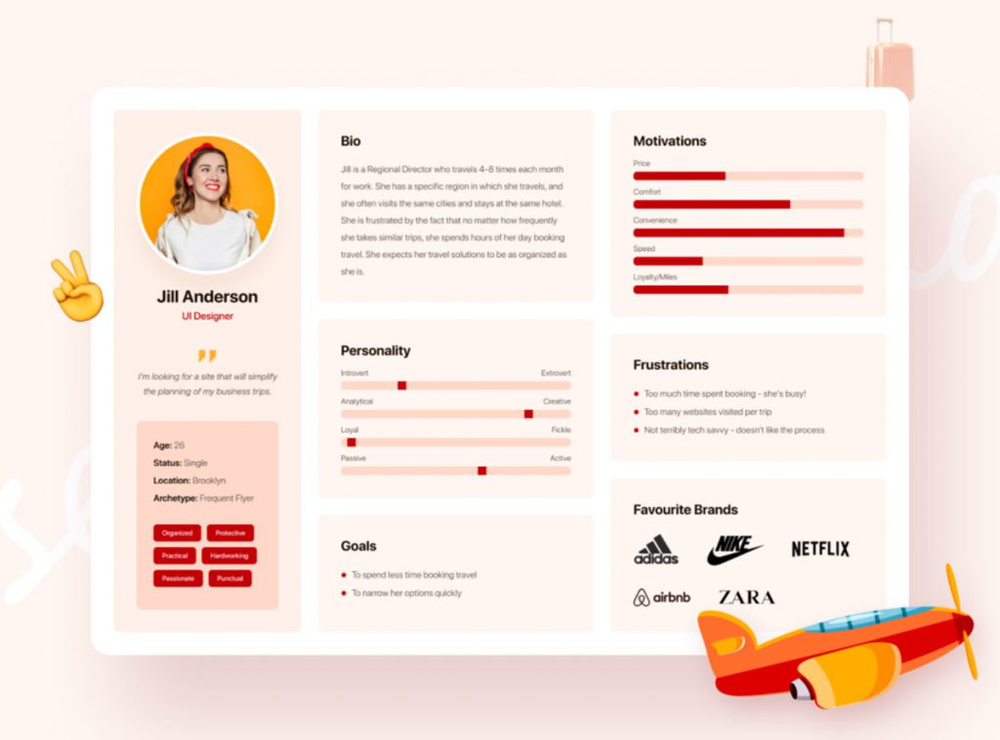 Jill Anderson
UI Designer
I'm looking for a site that will simplify
the planning of my business trips.
Age: 26
Status: Single
Location: Brooklyn
Archetype: Frequent Flyer
Organized Protective
Practical Hardworking
Passionate Punctual
Bio
Jill is a Regional Director who travels 4-8 times each month
for work. She has a specific region in which she travels, and
she often visits the same cities and stays at the same hotel.
She is frustrated by the fact that no matter how frequently
she takes similar trips, she spends hours of her day booking
travel. She expects her travel solutions to be as organized as
she is.
Personality
Introvert Extrovert
Analytical Creative
Loyal Fickle
Passive Active
Goals
To spend less time booking travel
To narrow her options quickly
Motivations
Price
Comfort
Convenience
Speed
Loyalty/Miles
Frustrations
Too much time spent booking - she's busy!
Too many websites visited per trip
Not terribly tech savvy - doesn't like the process
Favourite Brands
adidas NIKE NETFLIX
airbnb ZARA